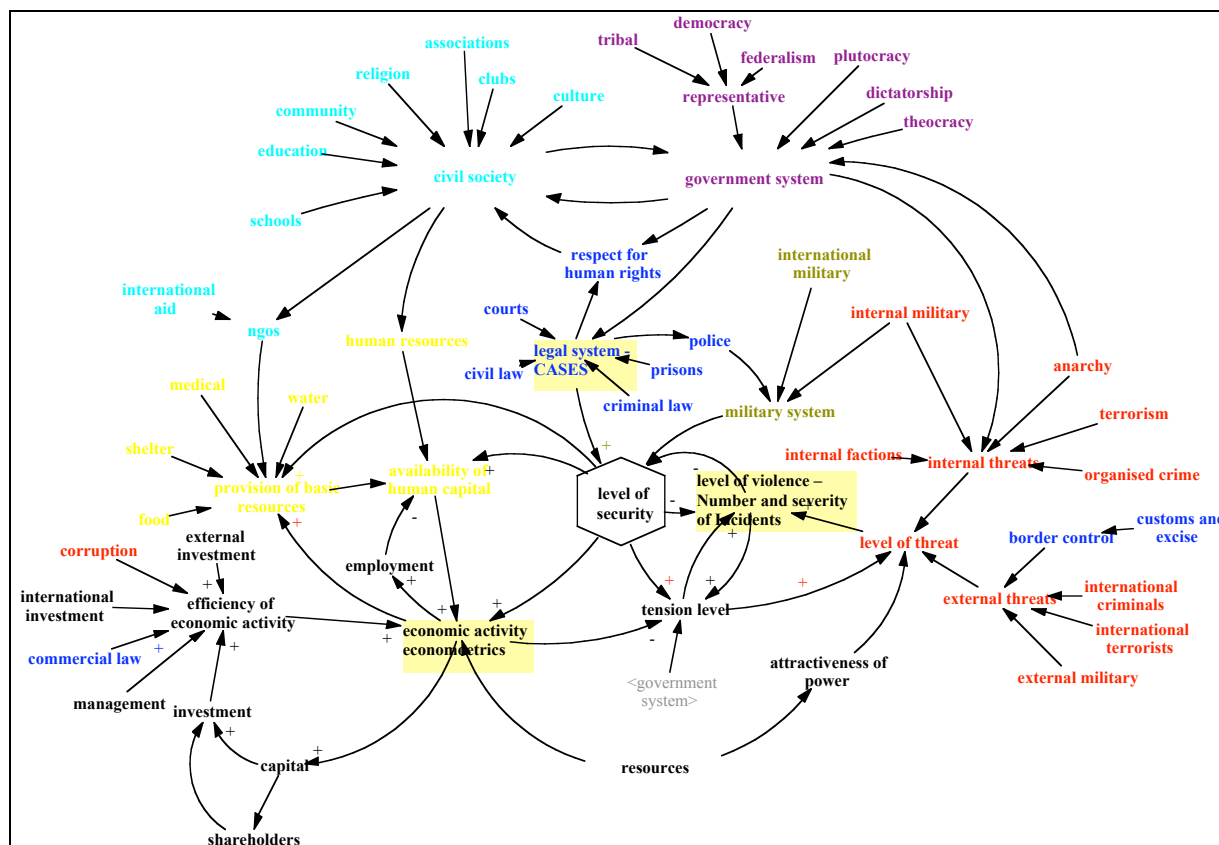 democracy
associations
tribal
federalism
plutocracy
religion
clubs
culture
representative
dictatorship
community
theocracy
education
civil society
government system
schools
respect for
human rights
international
military
international
aid
courts
internal military
ngos
human resources
legal system -
CASES
police
civil law
prisons
anarchy
medical
water
criminal law
military system
terrorism
shelter
+
+
internal factions
internal threats
organised crime
provision of basic
resources
availability of
human capital
+
-
level of violence –
Number and severity
of Incidents
level of
security
-
+
food
-
+
+
+
customs and
excise
external
investment
corruption
border control
level of threat
employment
+
+
+
+
international
investment
efficiency of
economic activity
+
+
+
tension level
external threats
international
criminals
commercial law
+
+
+
economic activity
econometrics
-
international
terrorists
attractiveness of
power
<government
system>
external military
management
investment
+
+
capital
resources
shareholders